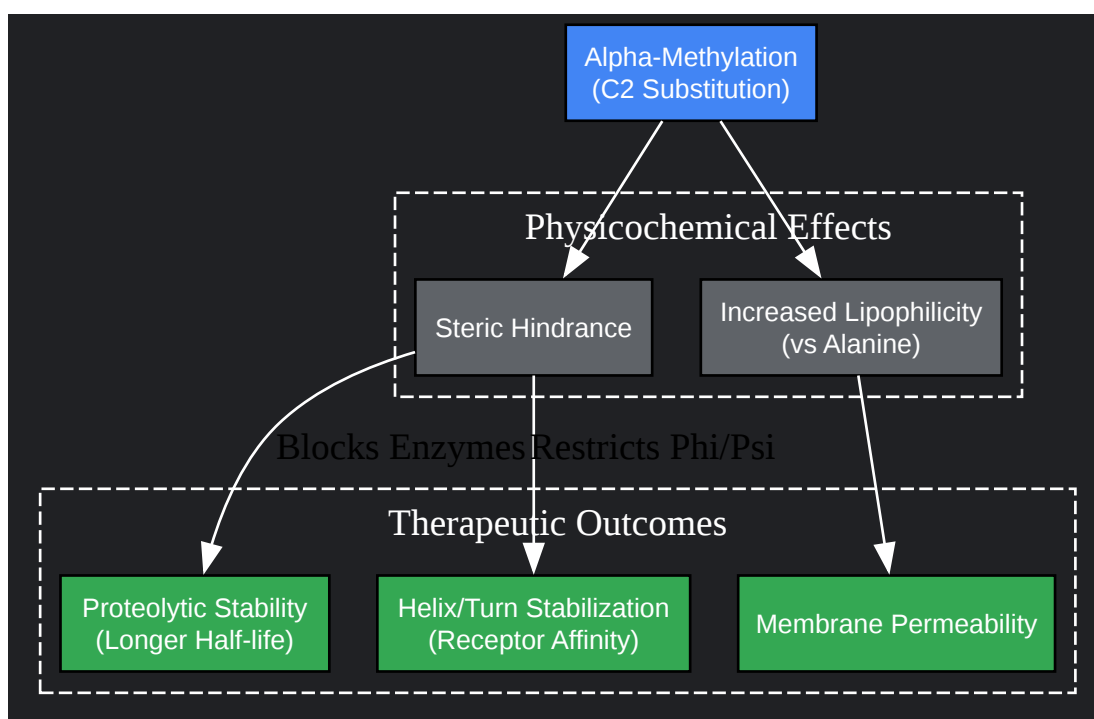 Alpha-Methylation
(C2 Substitution)
Physicochemical Effects
Steric Hindrance
Increased Lipophilicity
(vs Alanine)
Blocks Enzymes
Restricts Phi/Psi
Therapeutic Outcomes
Proteolytic Stability
(Longer Half-life)
Helix/Turn Stabilization
(Receptor Affinity)
Membrane Permeability